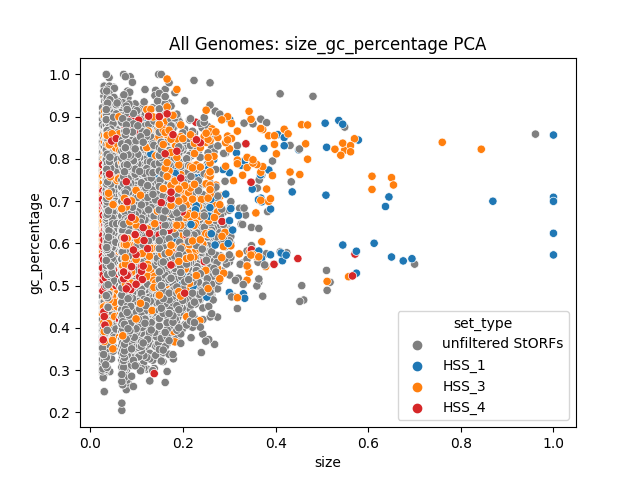 All Genomes: size_gc_percentage PCA
1.0
0.9
0.8
0.7
0.6
0.5
0.4
0.3
0.2
gc_percentage
0.0
0.2
0.4
0.6
0.8
1.0
size
set_type
unfiltered StORFs
HSS_1
HSS_3
HSS_4